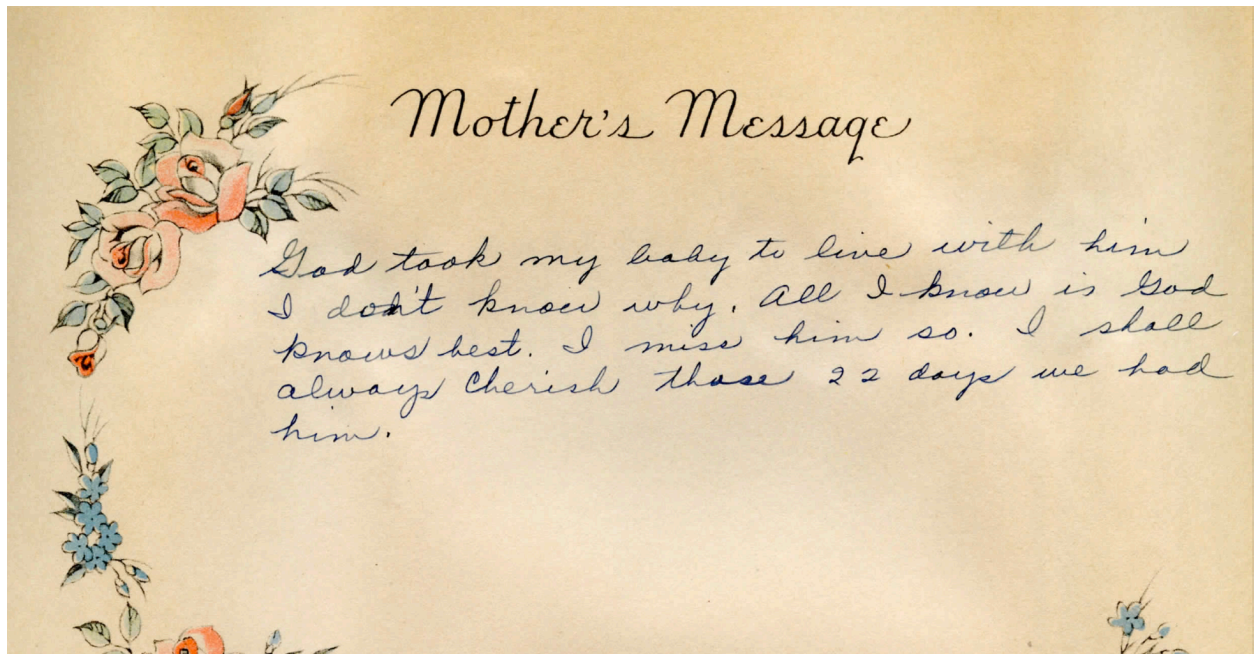 Mother's Message
God took my baby to live with him
I don't know why. All I know is God
knows best. I miss him so. I shall
always cherish those 22 days we had
him.